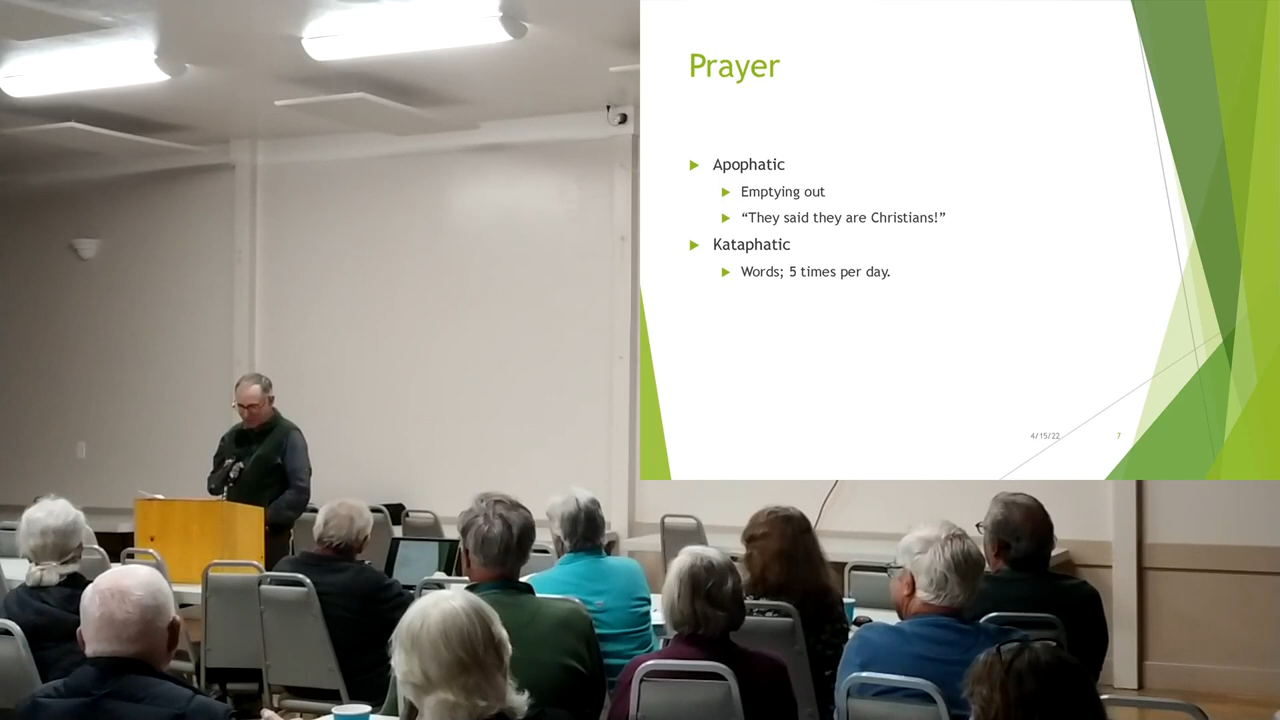 Prayer
Apophatic
Emptying out
“They said they are Christians!”
Kataphatic
Words; 5 times per day.
4/15/22
7